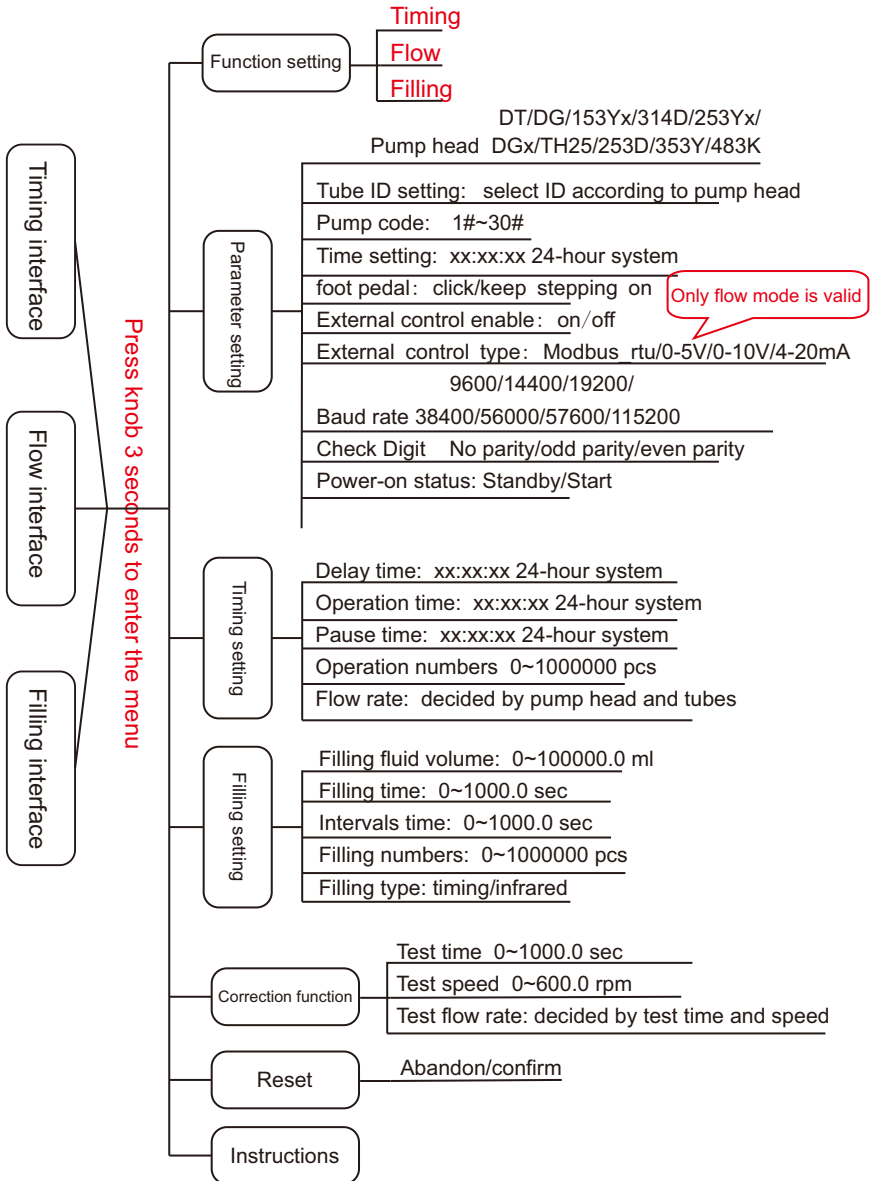 Timing
Function setting
Flow
Filling
DT/DG/153Yx/314D/253Yx/
Pump head DGx/TH25/253D/353Y/483K
Timing interface
Tube ID setting: select ID according to pump head
Pump code: 1#~30#
Parameter setting
Time setting: xx:xx:xx 24-hour system
foot pedal: click/keep stepping on
Only flow mode is valid
External control enable: on/off
External control type: Modbus_rtu/0-5V/0-10V/4-20mA
9600/14400/19200/
Baud rate 38400/56000/57600/115200
Check Digit No parity/odd parity/even parity
Power-on status: Standby/Start
Press knob 3 seconds to enter the menu
Flow interface
Timing setting
Delay time: xx:xx:xx 24-hour system
Operation time: xx:xx:xx 24-hour system
Pause time: xx:xx:xx 24-hour system
Operation numbers 0~1000000 pcs
Flow rate: decided by pump head and tubes
Filling interface
Filling setting
Filling fluid volume: 0~100000.0 ml
Filling time: 0~1000.0 sec
Intervals time: 0~1000.0 sec
Filling numbers: 0~1000000 pcs
Filling type: timing/infrared
Correction function
Test time 0~1000.0 sec
Test speed 0~600.0 rpm
Test flow rate: decided by test time and speed
Reset
Abandon/confirm
Instructions